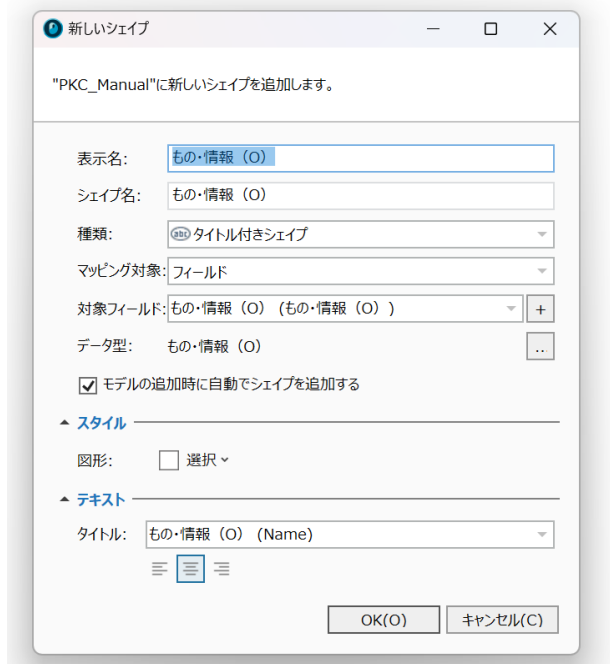 新しいシェイプ
"PKC_Manual"に新しいシェイプを追加します。
表示名: もの・情報（O）
シェイプ名: もの・情報（O）
種類: abc タイトル付きシェイプ
マッピング対象: フィールド
対象フィールド: もの・情報（O） (もの・情報（O）) +
データ型: もの・情報（O） ...
モデルの追加時に自動でシェイプを追加する
スタイル
図形: 選択
テキスト
タイトル: もの・情報（O） (Name)
OK(O) キャンセル(C)